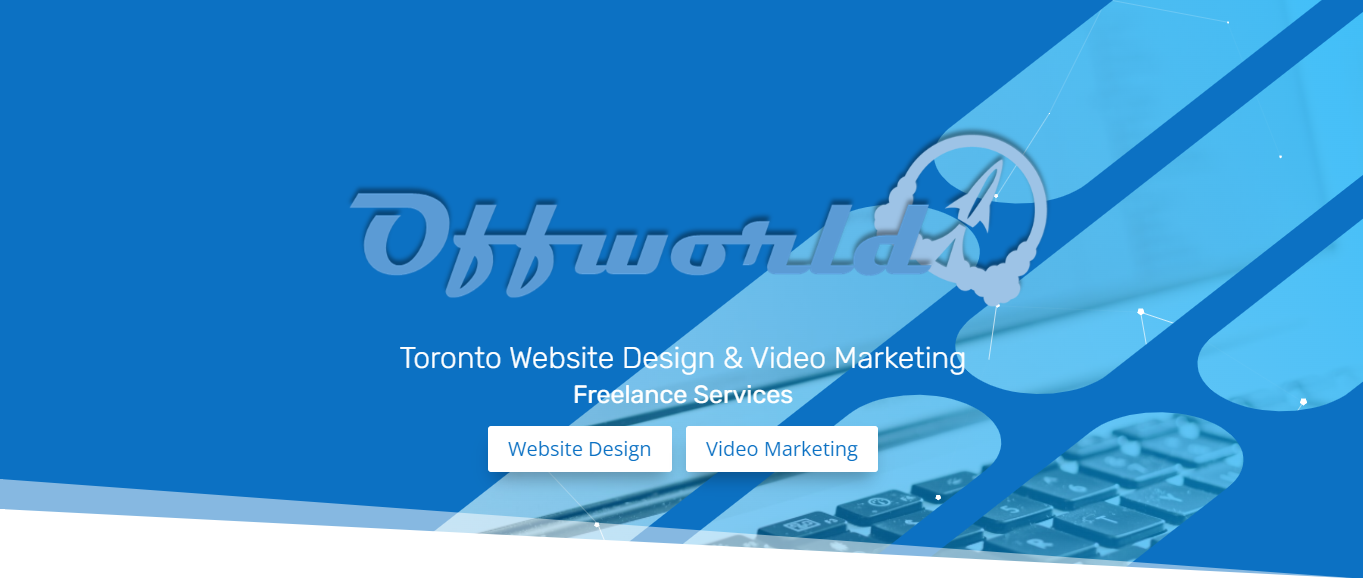 Offworld
Toronto Website Design & Video Marketing
Freelance Services
Website Design
Video Marketing
T
R